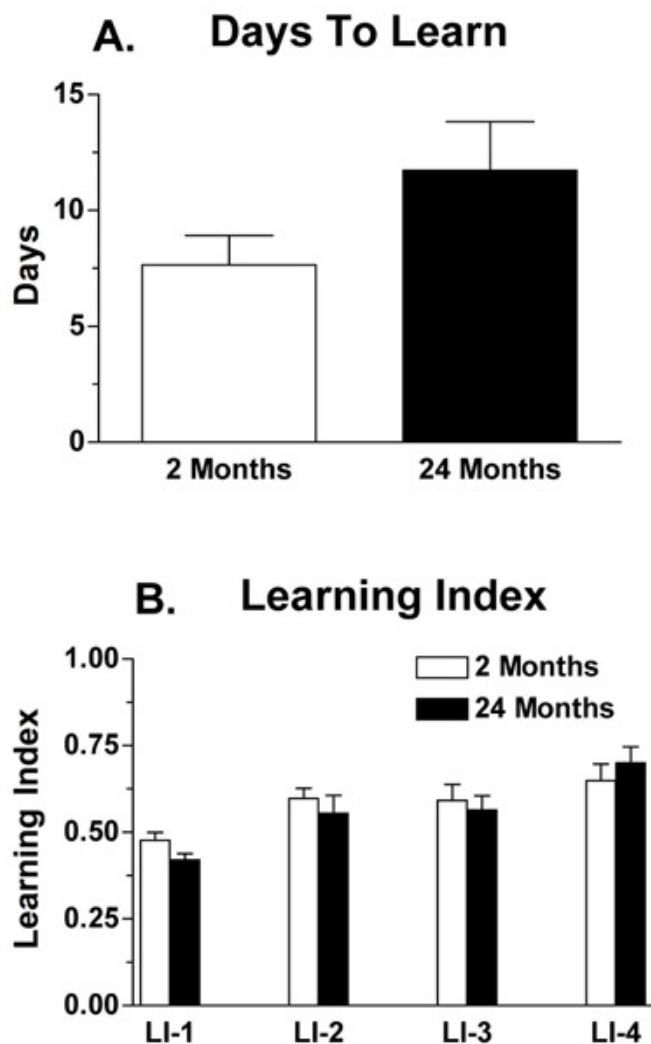 A. Days To Learn
15
10
5
0
Days
2 Months 24 Months
B. Learning Index
1.00
0.75
0.50
0.25
0.00
Learning Index
2 Months
24 Months
LI-1 LI-2 LI-3 LI-4